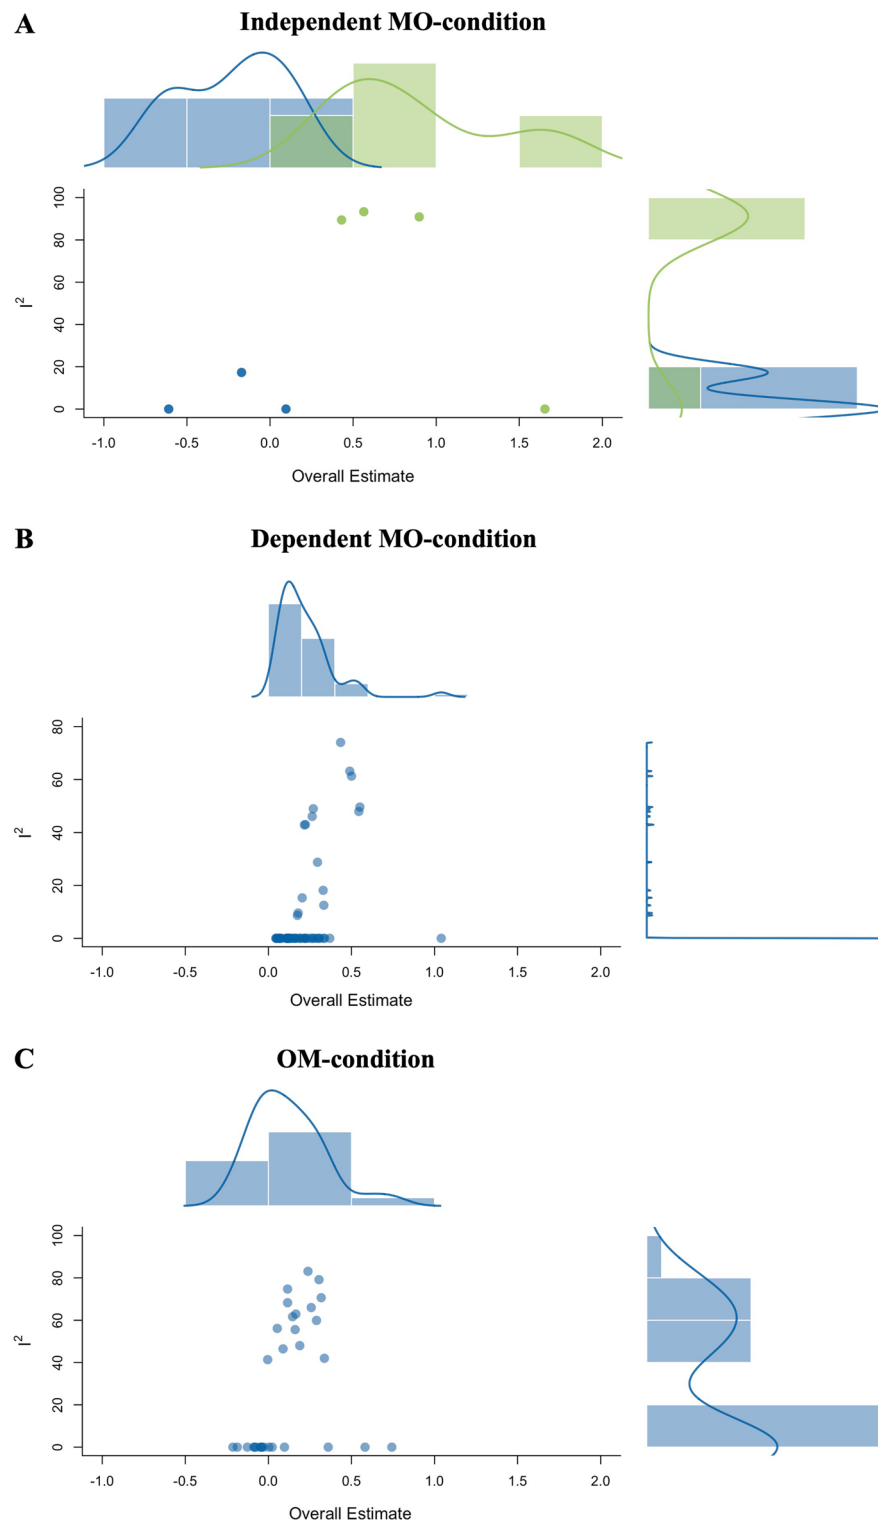 A
Independent MO-condition
100
80
60
40
20
0
I2
-1.0 -0.5 0.0 0.5 1.0 1.5 2.0
Overall Estimate
B
Dependent MO-condition
80
60
40
20
0
I2
-1.0 -0.5 0.0 0.5 1.0 1.5 2.0
Overall Estimate
C
OM-condition
100
80
60
40
20
0
I2
-1.0 -0.5 0.0 0.5 1.0 1.5 2.0
Overall Estimate